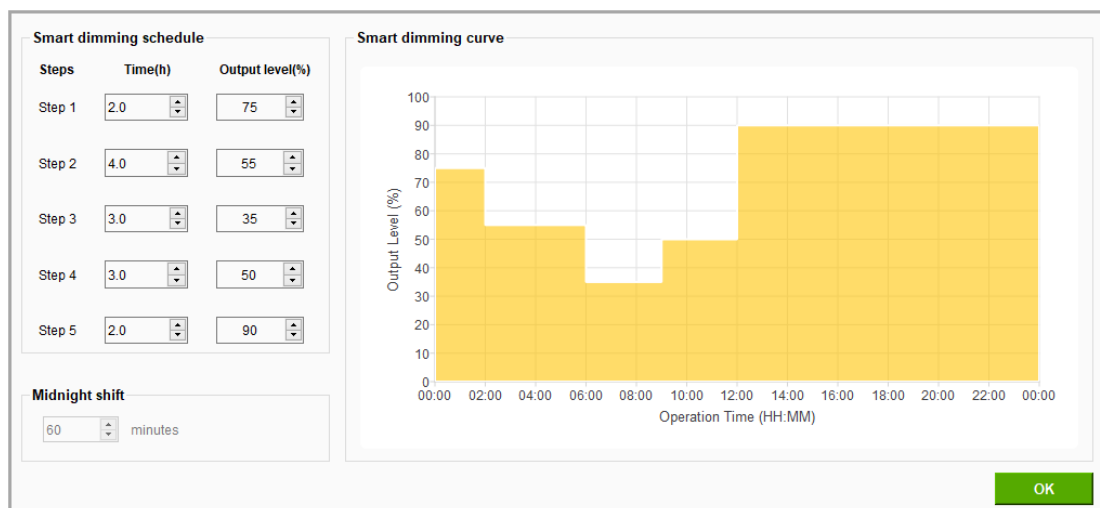 Smart dimming schedule
Steps Time(h) Output level(%)
Step 1 2.0 75
Step 2 4.0 55
Step 3 3.0 35
Step 4 3.0 50
Step 5 2.0 90
Midnight shift
60 minutes
Smart dimming curve
100
90
80
70
60
50
40
30
20
10
0
Output Level (%)
00:00 02:00 04:00 06:00 08:00 10:00 12:00 14:00 16:00 18:00 20:00 22:00 00:00
Operation Time (HH:MM)
OK